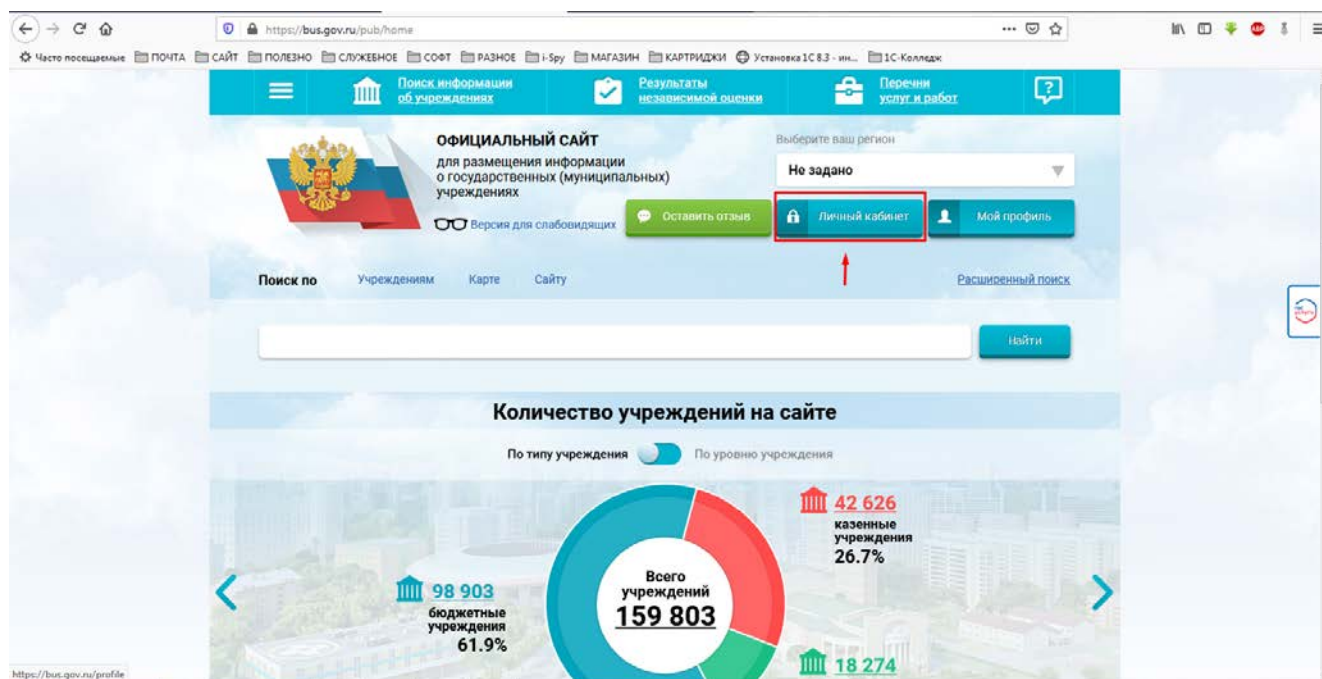 https://bus.gov.ru/pub/home
Часто посещаемые ПОЧТА САЙТ ПОЛЕЗНО СЛУЖЕБНОЕ СОФТ РАЗНОЕ i-Spy МАГАЗИН КАРТРИДЖИ Установка 1С 8.3 - ин... 1С-Колледж
Поиск информации
об учреждениях
Результаты
независимой оценки
Перечни
услуг и работ
ОФИЦИАЛЬНЫЙ САЙТ
для размещения информации
о государственных (муниципальных)
учреждениях
Версия для слабовидящих
Выберите ваш регион
Не задано
Оставить отзыв
Личный кабинет
Мой профиль
Поиск по Учреждениям Карте Сайту Расширенный поиск
Найти
Количество учреждений на сайте
По типу учреждения По уровню учреждения
42 626
казенные
учреждения
26.7%
98 903
бюджетные
учреждения
61.9%
Всего
учреждений
159 803
18 274
https://bus.gov.ru/profile